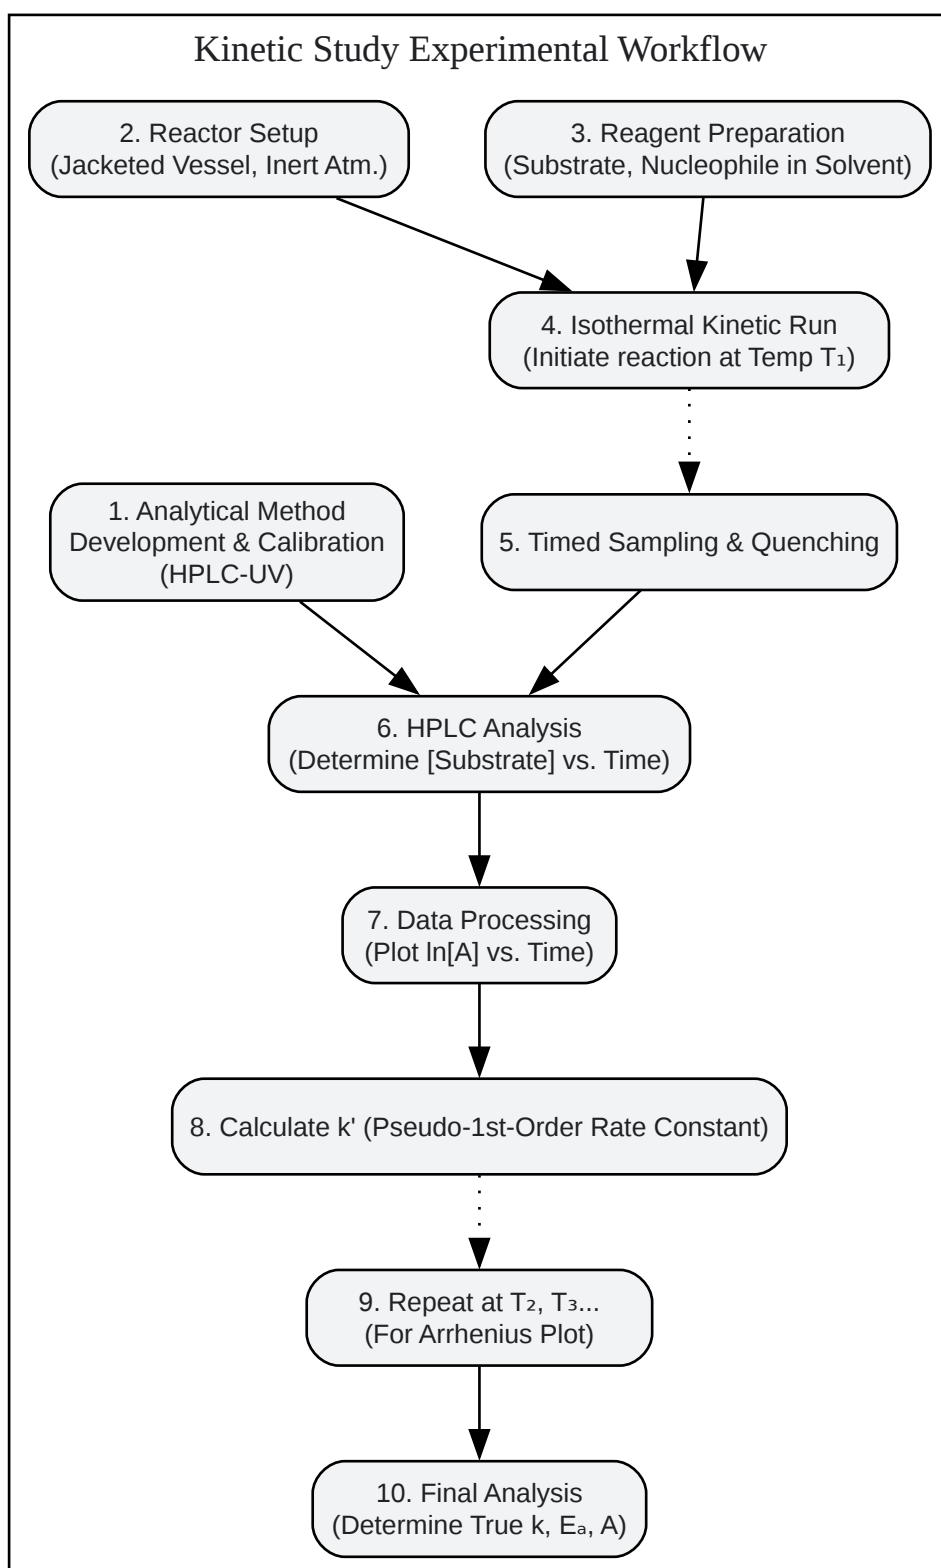 Kinetic Study Experimental Workflow
2. Reactor Setup
(Jacketed Vessel, Inert Atm.)
3. Reagent Preparation
(Substrate, Nucleophile in Solvent)
4. Isothermal Kinetic Run
(Initiate reaction at Temp T₁)
1. Analytical Method
Development & Calibration
(HPLC-UV)
5. Timed Sampling & Quenching
6. HPLC Analysis
(Determine [Substrate] vs. Time)
7. Data Processing
(Plot ln[A] vs. Time)
8. Calculate k' (Pseudo-1st-Order Rate Constant)
9. Repeat at T₂, T₃...
(For Arrhenius Plot)
10. Final Analysis
(Determine True k, Eₐ, A)